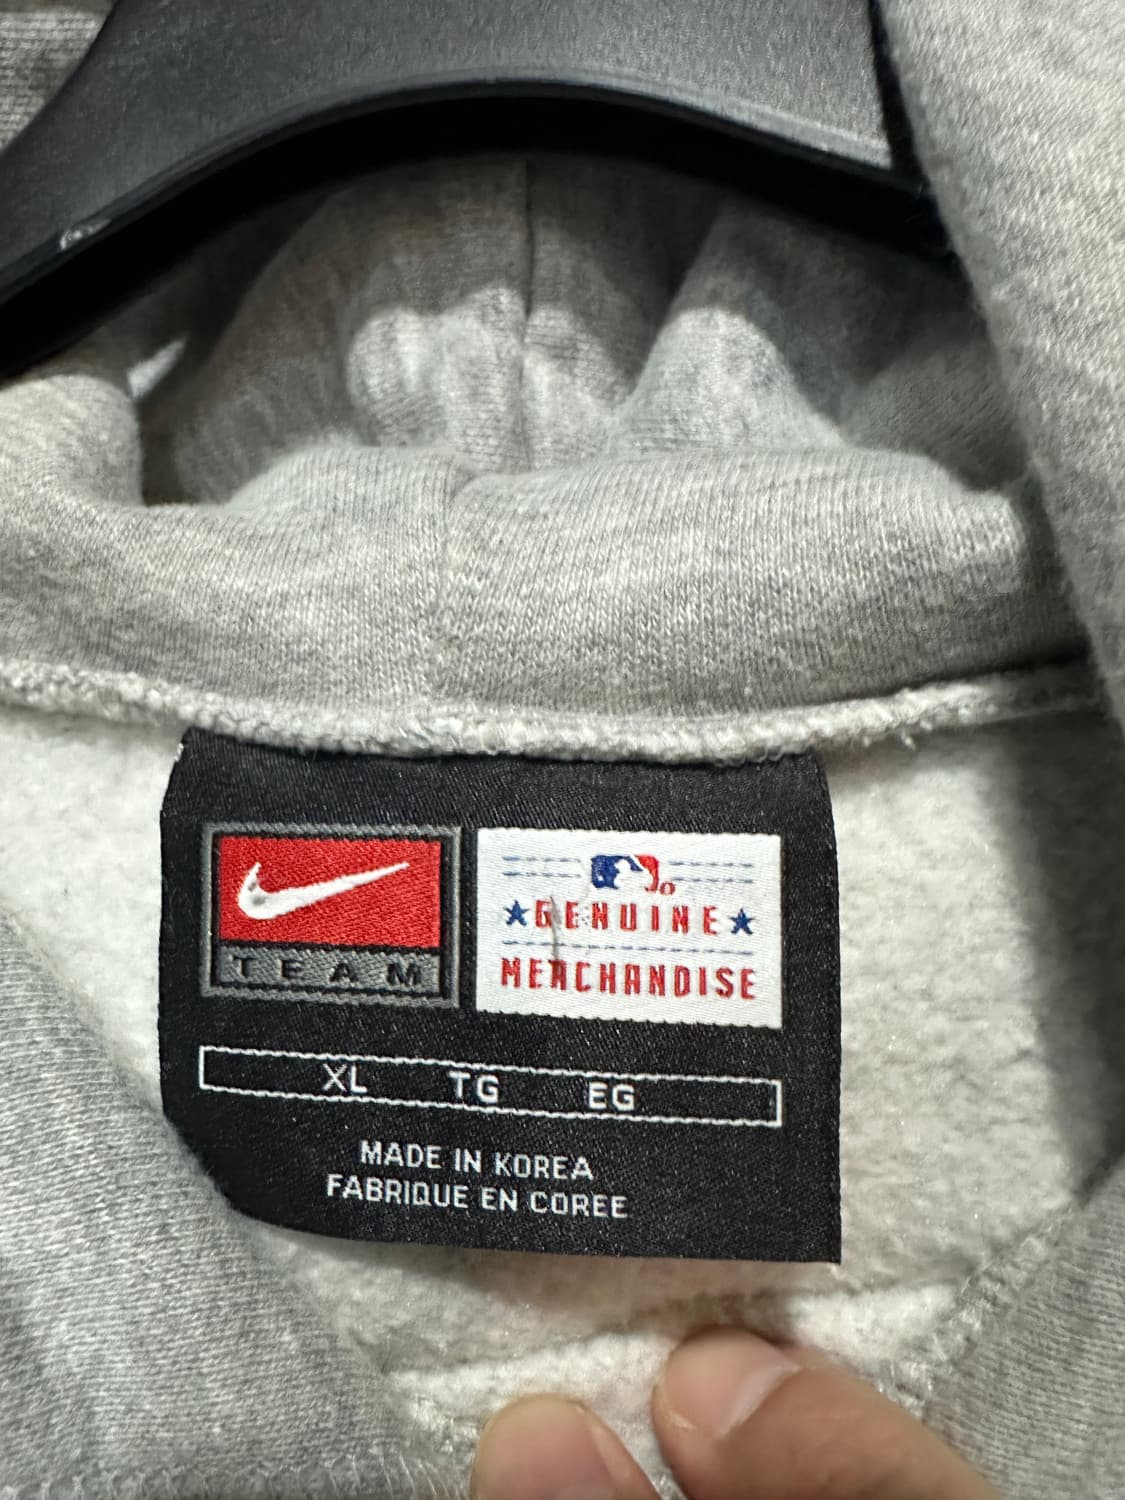 TEAM
GENUINE
MERCHANDISE
XL TG EG
MADE IN KOREA
FABRIQUE EN COREE